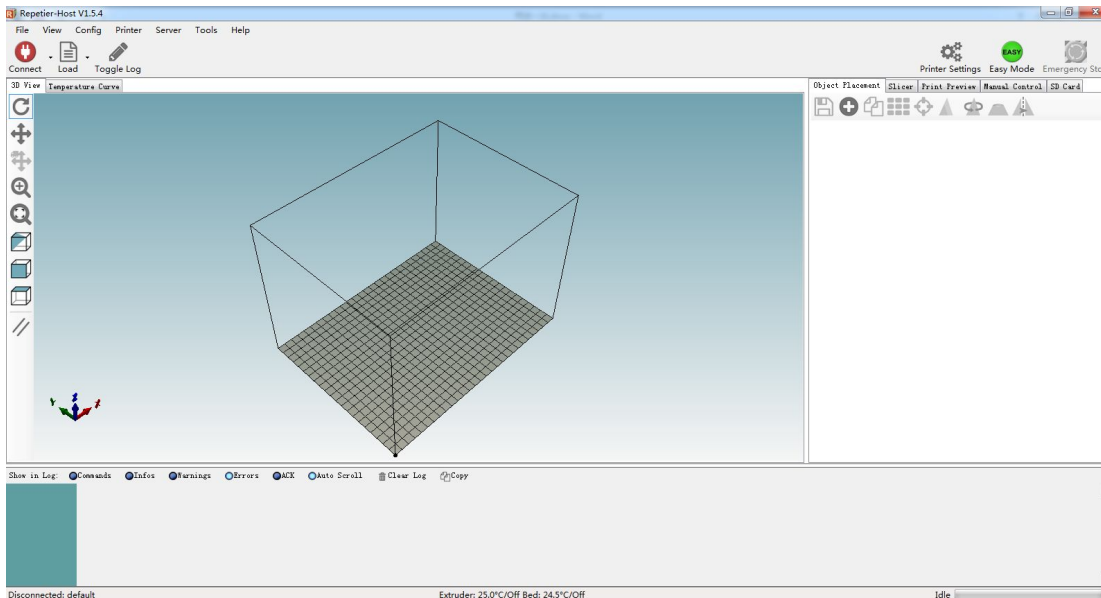 Repetier-Host V1.5.4
File View Config Printer Server Tools Help
Connect Load Toggle Log
EASY
Printer Settings Easy Mode Emergency Sto
3D View Temperature Curve
Object Placement Slicer Print Preview Manual Control SD Card
Show in Log: Commands Infos Warnings Errors ACK Auto Scroll Clear Log Copy
Disconnected: default Extruder: 25.0°C/Off Bed: 24.5°C/Off Idle